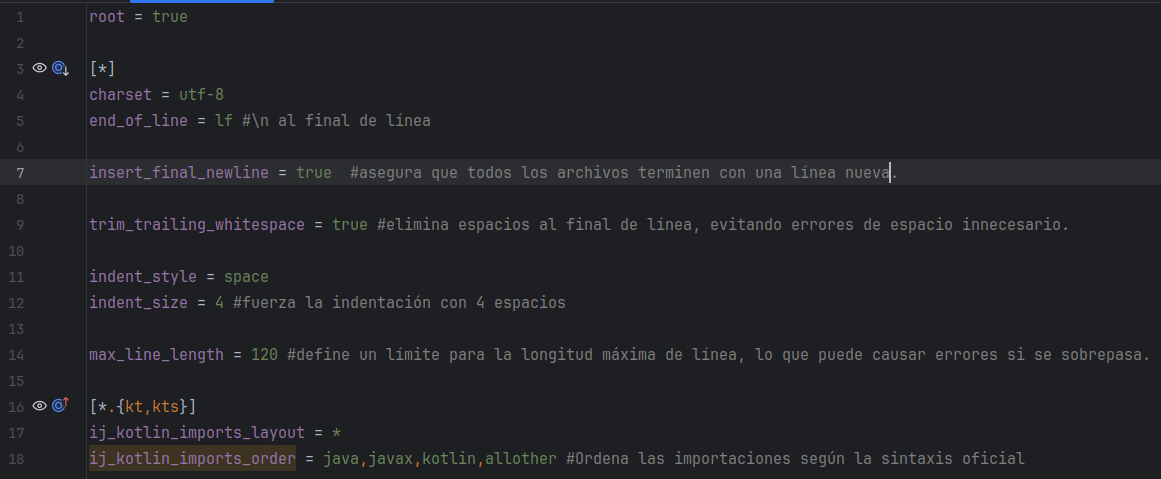 1 root = true
2
3 [*]
4 charset = utf-8
5 end_of_line = lf #\n al final de línea
6
7 insert_final_newline = true  #asegura que todos los archivos terminen con una línea nueva.
8
9 trim_trailing_whitespace = true #elimina espacios al final de línea, evitando errores de espacio innecesario.
10
11 indent_style = space
12 indent_size = 4 #fuerza la indentación con 4 espacios
13
14 max_line_length = 120 #define un límite para la longitud máxima de línea, lo que puede causar errores si se sobrepasa.
15
16 [*.{kt,kts}]
17 ij_kotlin_imports_layout = *
18 ij_kotlin_imports_order = java,javax,kotlin,allother #Ordena las importaciones según la sintaxis oficial